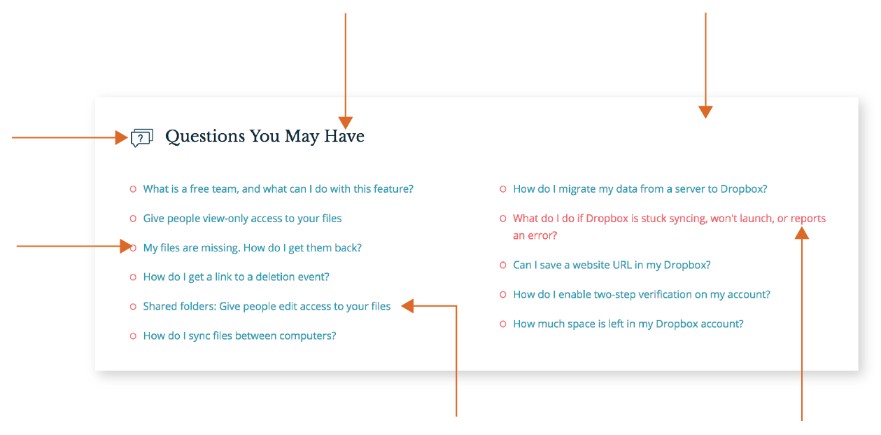 Questions You May Have
What is a free team, and what can I do with this feature?
Give people view-only access to your files
My files are missing. How do I get them back?
How do I get a link to a deletion event?
Shared folders: Give people edit access to your files
How do I sync files between computers?
How do I migrate my data from a server to Dropbox?
What do I do if Dropbox is stuck syncing, won't launch, or reports
an error?
Can I save a website URL in my Dropbox?
How do I enable two-step verification on my account?
How much space is left in my Dropbox account?